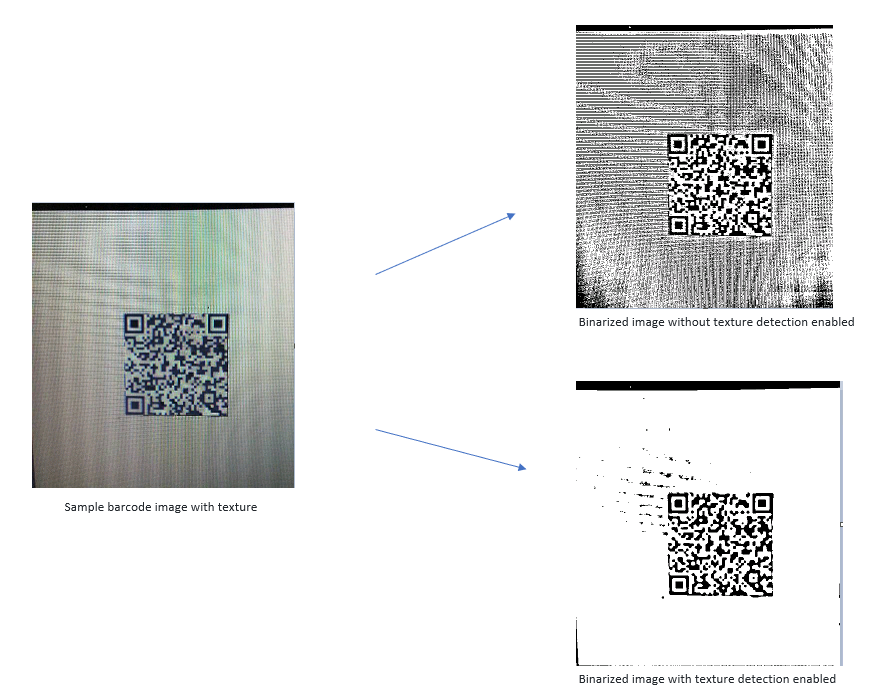 Binarized image without texture detection enabled
Sample barcode image with texture
Binarized image with texture detection enabled